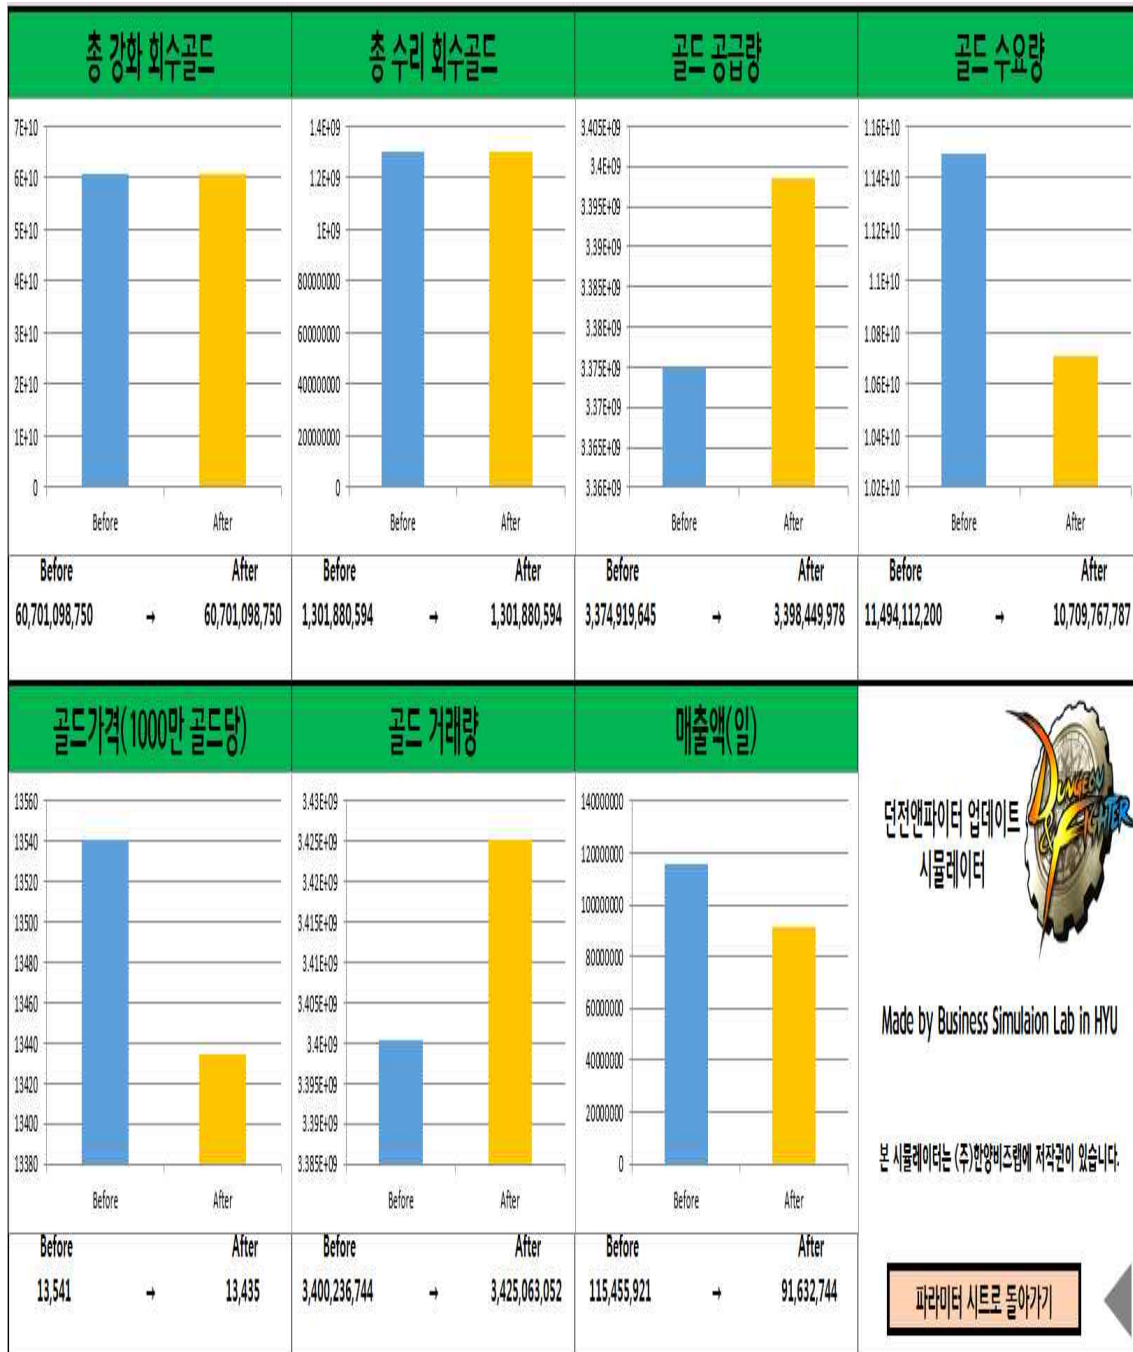 총 강화 회수골드
총 수리 회수골드
골드 공급량
골드 수요량
7E+10
6E+10
5E+10
4E+10
3E+10
2E+10
1E+10
0
Before
After
1.4E+09
1.2E+09
1E+09
800000000
600000000
400000000
200000000
0
Before
After
3.405E+09
3.4E+09
3.395E+09
3.39E+09
3.385E+09
3.38E+09
3.375E+09
3.37E+09
3.365E+09
3.36E+09
Before
After
1.16E+10
1.14E+10
1.12E+10
1.1E+10
1.08E+10
1.06E+10
1.04E+10
1.02E+10
Before
After
Before After
60,701,098,750 → 60,701,098,750
Before After
1,301,880,594 → 1,301,880,594
Before After
3,374,919,645 → 3,398,449,978
Before After
11,494,112,200 → 10,709,767,787
골드가격(1000만 골드당)
골드 거래량
매출액(일)
13560
13540
13520
13500
13480
13460
13440
13420
13400
13380
Before
After
3.43E+09
3.425E+09
3.42E+09
3.415E+09
3.41E+09
3.405E+09
3.4E+09
3.395E+09
3.39E+09
3.385E+09
Before
After
140000000
120000000
100000000
80000000
60000000
40000000
20000000
0
Before
After
Before After
13,541 → 13,435
Before After
3,400,236,744 → 3,425,063,052
Before After
115,455,921 → 91,632,744
던전앤파이터 업데이트
시뮬레이터
DUNGEON
& FIGHTER
Made by Business Simulaion Lab in HYU
본 시뮬레이터는 (주)한양비즈랩에 저작권이 있습니다.
파라미터 시트로 돌아가기